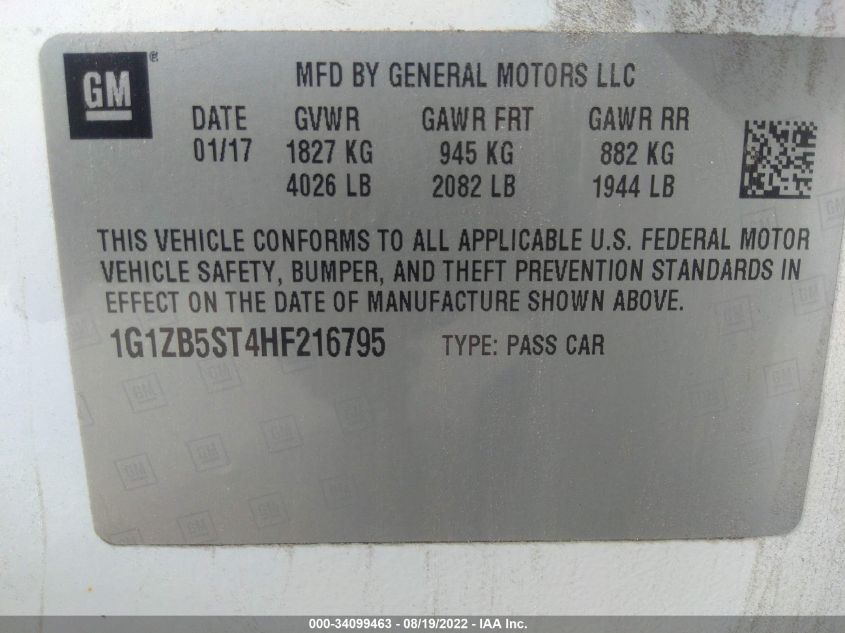 GM ®
MFD BY GENERAL MOTORS LLC
DATE GVWR GAWR FRT GAWR RR
01/17 1827 KG 945 KG 882 KG
4026 LB 2082 LB 1944 LB
THIS VEHICLE CONFORMS TO ALL APPLICABLE U.S. FEDERAL MOTOR
VEHICLE SAFETY, BUMPER, AND THEFT PREVENTION STANDARDS IN
EFFECT ON THE DATE OF MANUFACTURE SHOWN ABOVE.
1G1ZB5ST4HF216795 TYPE: PASS CAR
000-34099463 - 08/19/2022 - IMG1_1.IMG